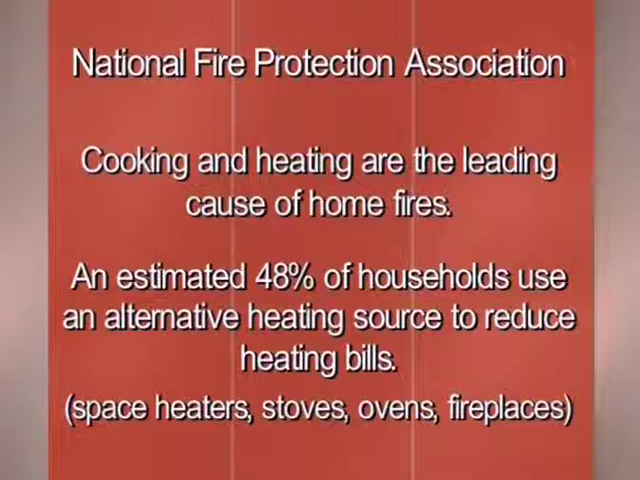 National Fire Protection Association
Cooking and heating are the leading
cause of home fires.
An estimated 48% of households use
an alternative heating source to reduce
heating bills.
(space heaters, stoves, ovens, fireplaces)